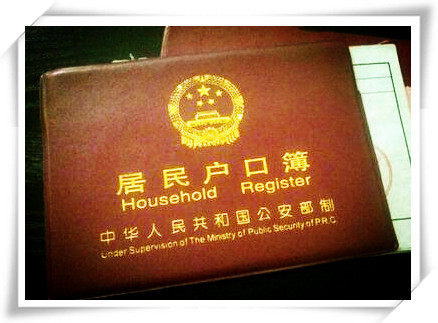 居民户口簿
Household Register
中华人民共和国公安部制
Under Supervision of The Ministry of Public Security of P.R.C.